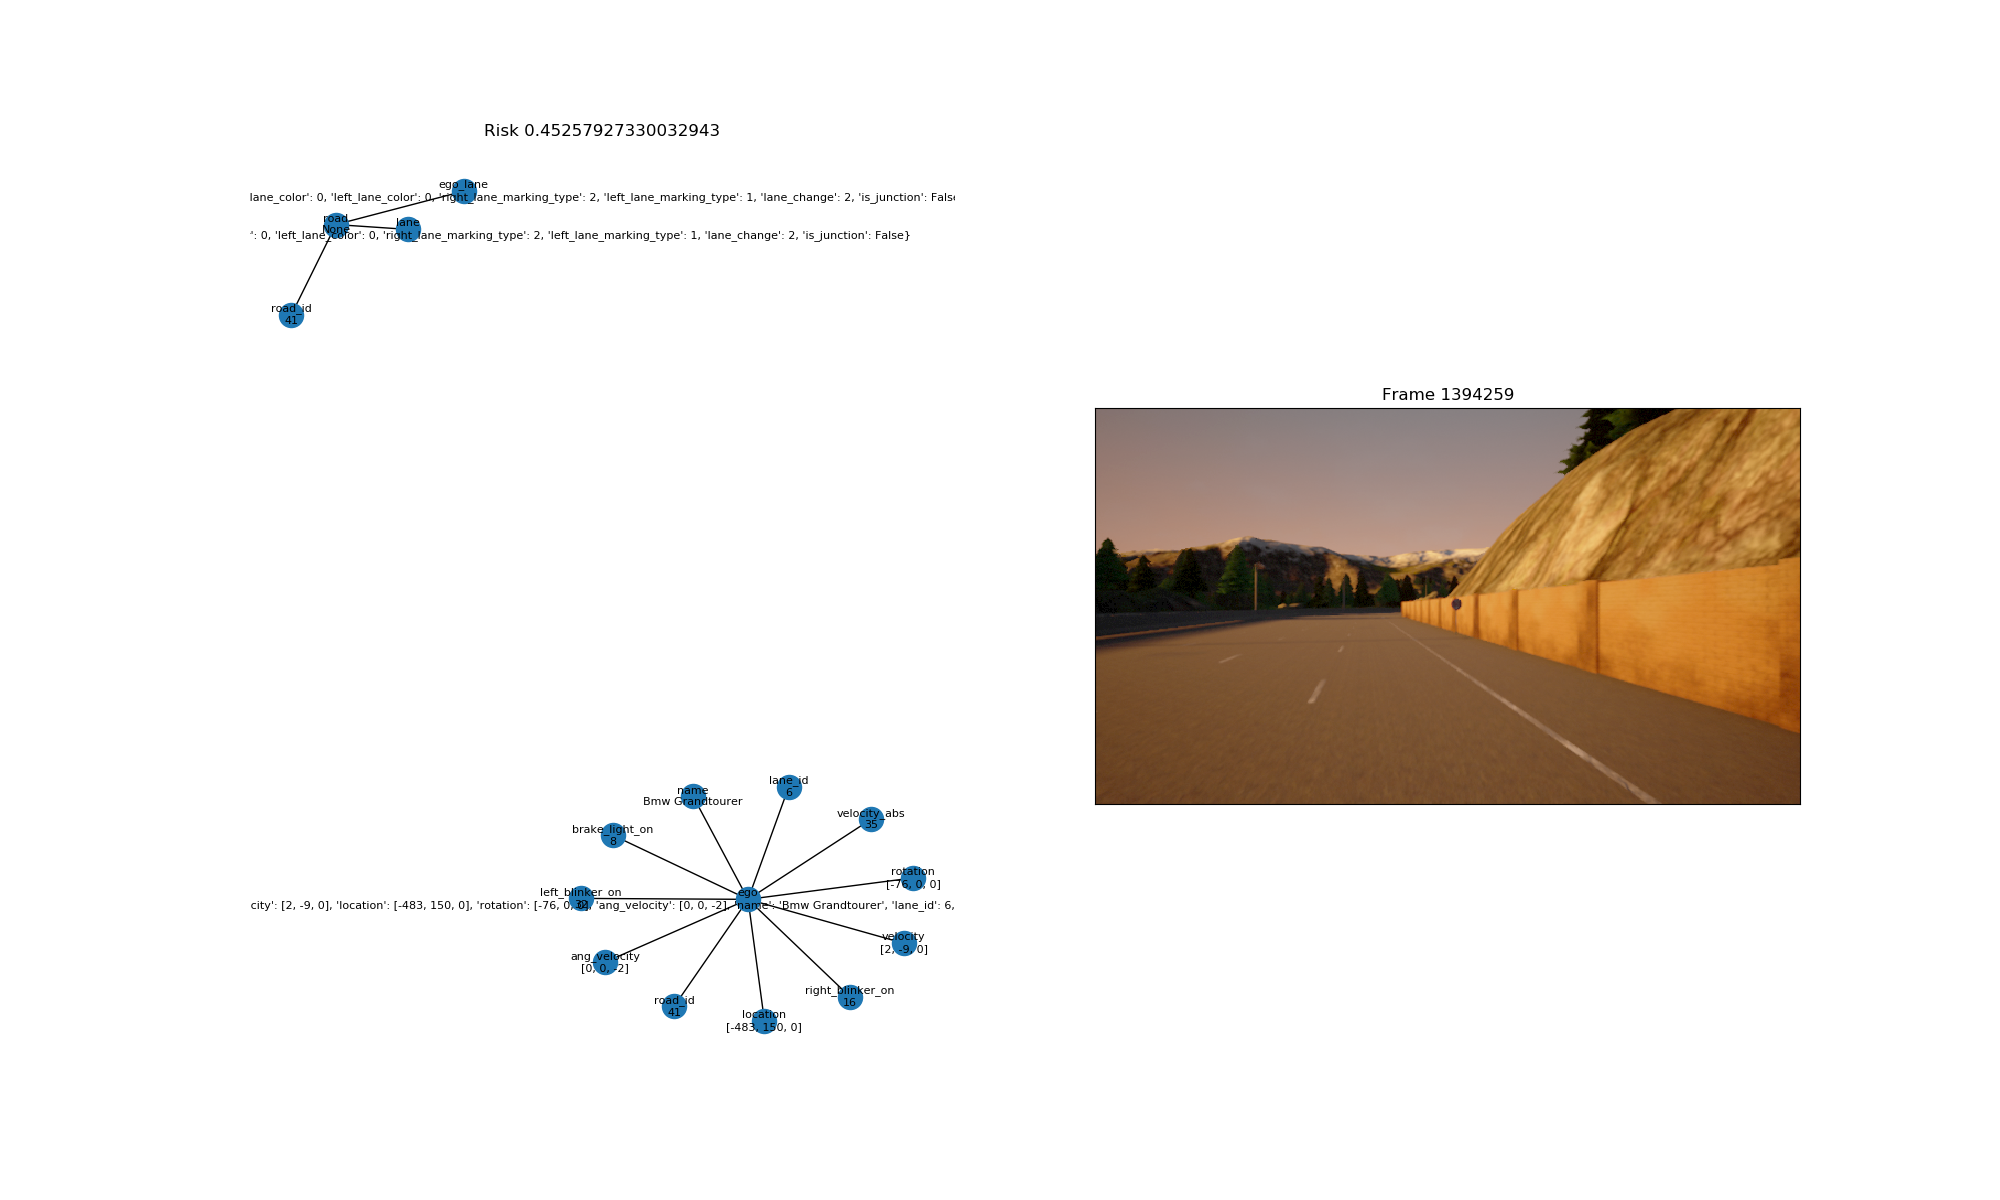 Risk 0.45257927330032943
ego_lane
lane_color': 0, 'left_lane_color': 0, 'right_lane_marking_type': 2, 'left_lane_marking_type': 1, 'lane_change': 2, 'is_junction': False
road
None
lane
': 0, 'left_lane_color': 0, 'right_lane_marking_type': 2, 'left_lane_marking_type': 1, 'lane_change': 2, 'is_junction': False}
road_id
41
Frame 1394259
lane_id
6
name
Bmw Grandtourer
velocity_abs
35
brake_light_on
8
rotation
[-76, 0, 0]
left_blinker_on
32
ego
city': [2, -9, 0], 'location': [-483, 150, 0], 'rotation': [-76, 0, 0], 'ang_velocity': [0, 0, -2], 'name': 'Bmw Grandtourer', 'lane_id': 6,
velocity
[2, -9, 0]
ang_velocity
[0, 0, -2]
right_blinker_on
16
road_id
41
location
[-483, 150, 0]